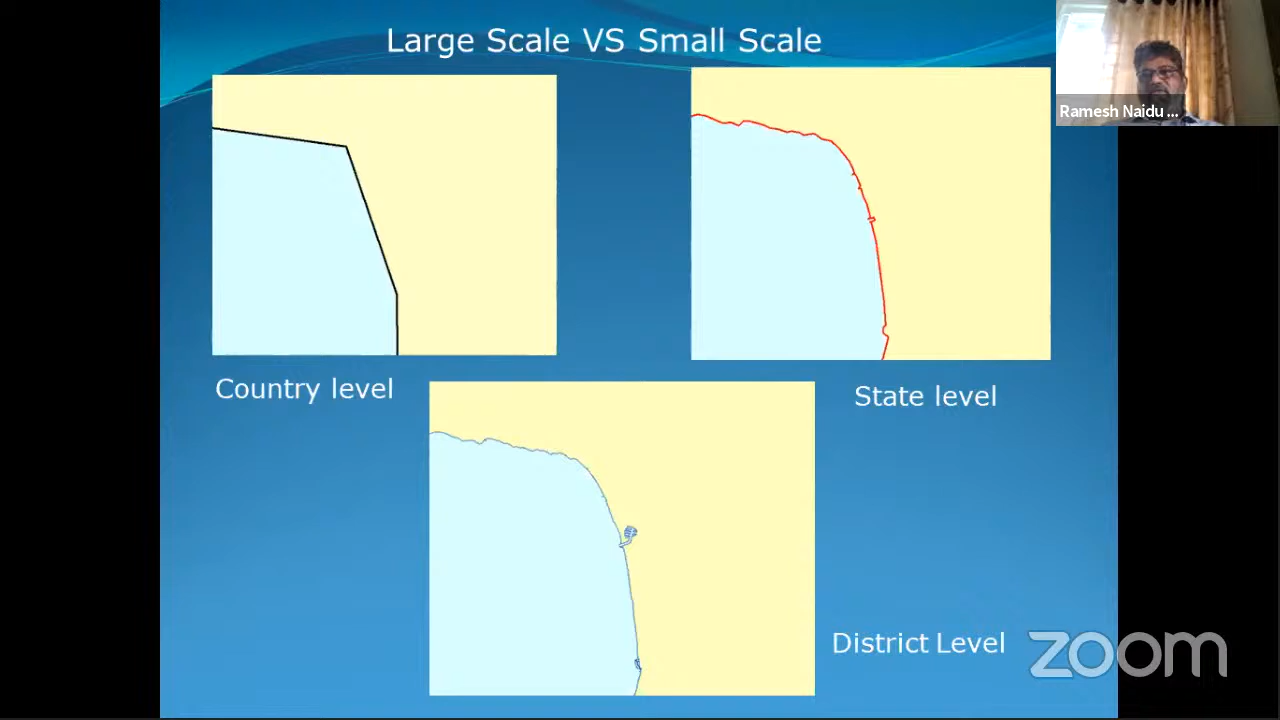 Large Scale VS Small Scale
Ramesh Naidu ...
Country level
State level
District Level
zoom